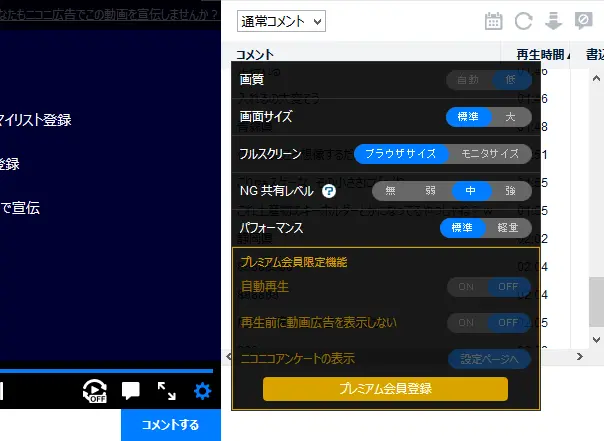 なたもニコニ広告でこの動画を宣伝しませんか？
通常コメント
コメント
再生時間
書込
画質
自動
低
画面サイズ
標準
大
マイリスト登録
フルスクリーン
ブラウザサイズ
モニタサイズ
登録
NG 共有レベル
?
無
弱
中
強
で宣伝
パフォーマンス
標準
軽量
プレミアム会員限定機能
自動再生
ON
OFF
再生前に動画広告を表示しない
ON
OFF
ニコニコアンケートの表示
設定ページへ
プレミアム会員登録
OFF
コメントする